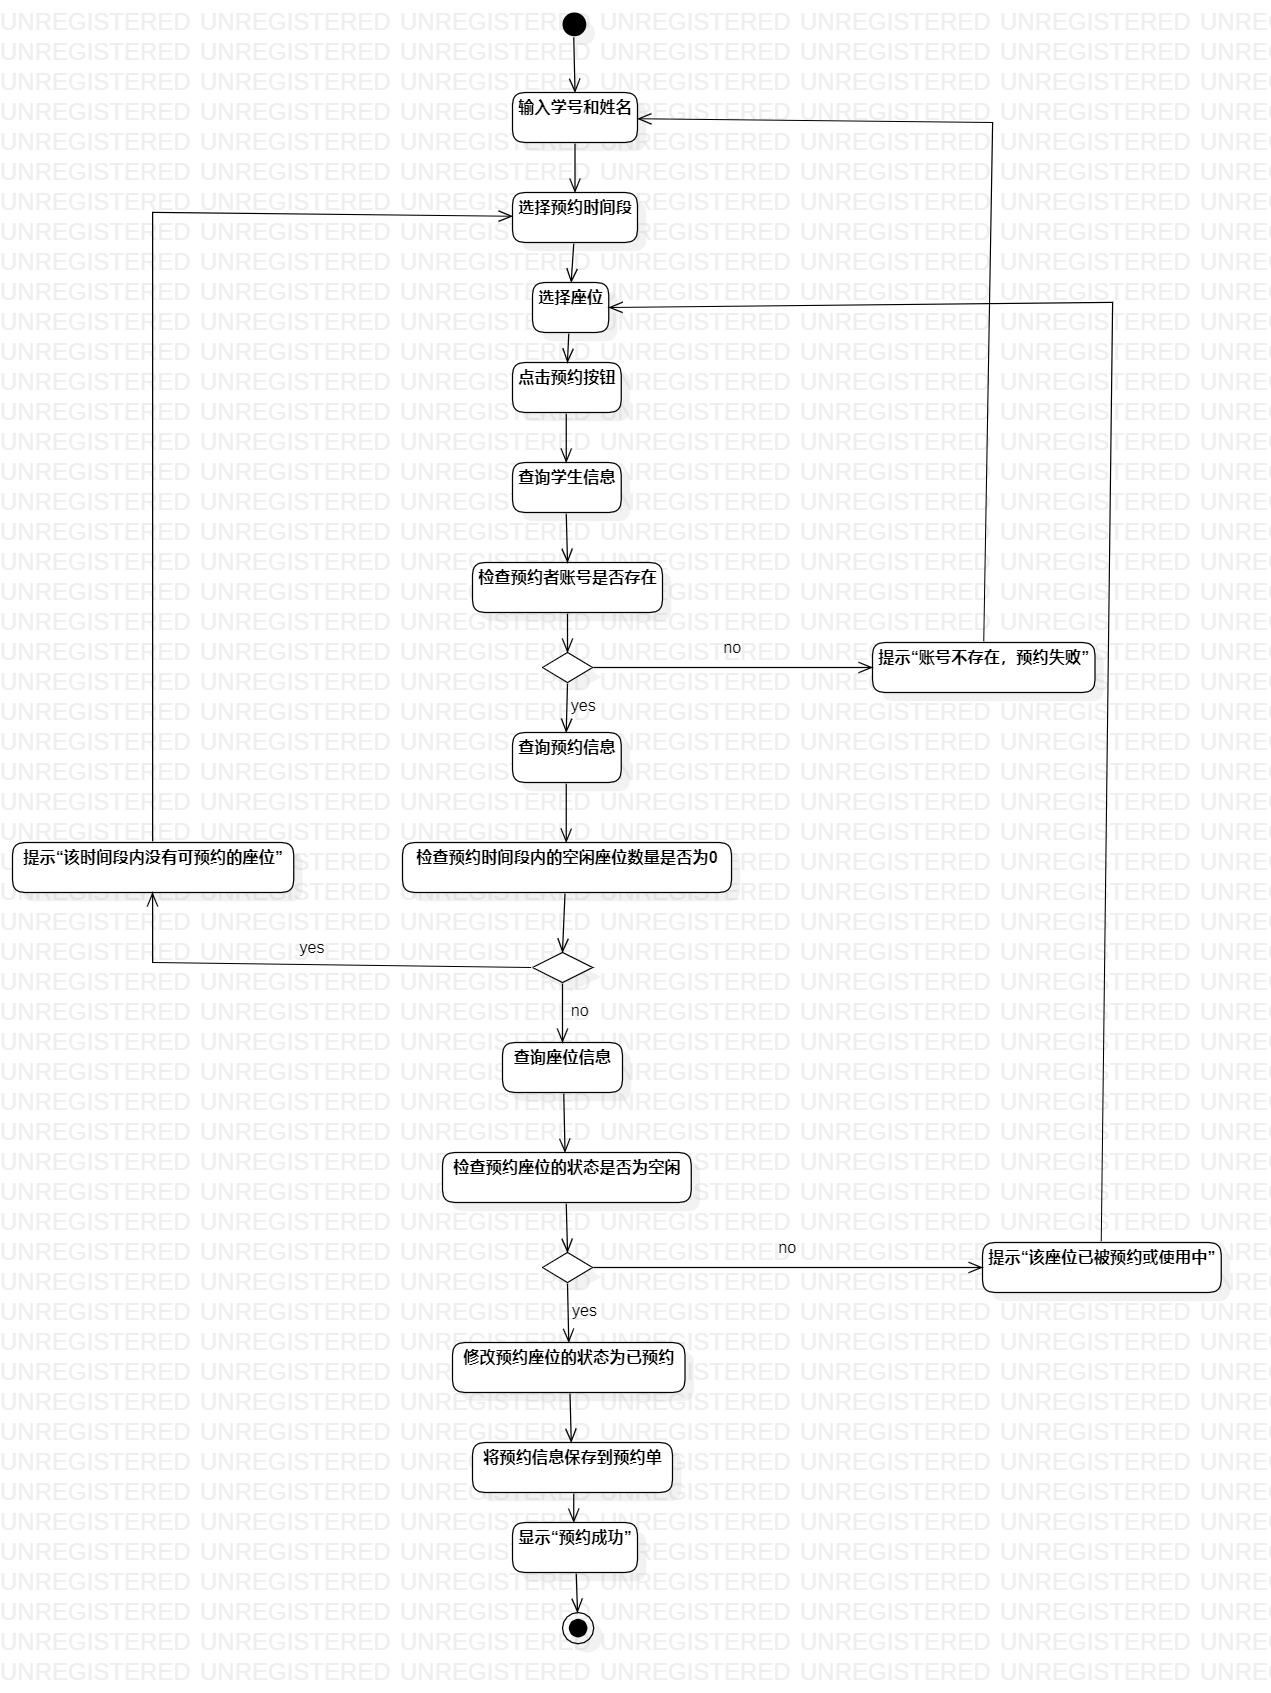 输入学号和姓名
选择预约时间段
选择座位
点击预约按钮
查询学生信息
检查预约者账号是否存在
no
提示“账号不存在，预约失败”
yes
查询预约信息
提示“该时间段内没有可预约的座位”
检查预约时间段内的空闲座位数量是否为0
yes
no
查询座位信息
检查预约座位的状态是否为空闲
no
提示“该座位已被预约或使用中”
yes
修改预约座位的状态为已预约
将预约信息保存到预约单
显示“预约成功”
UNREGISTERED